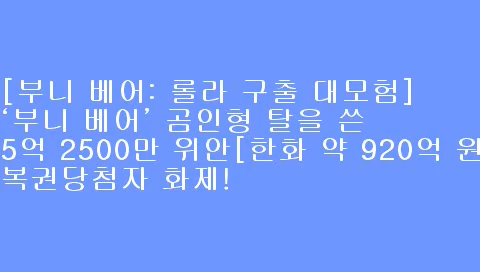 [부니 베어: 롤라 구출 대모험]
‘부니 베어’ 곰인형 탈을 쓴
5억 2500만 위안[한화 약 920억 원
복권당첨자 화제!